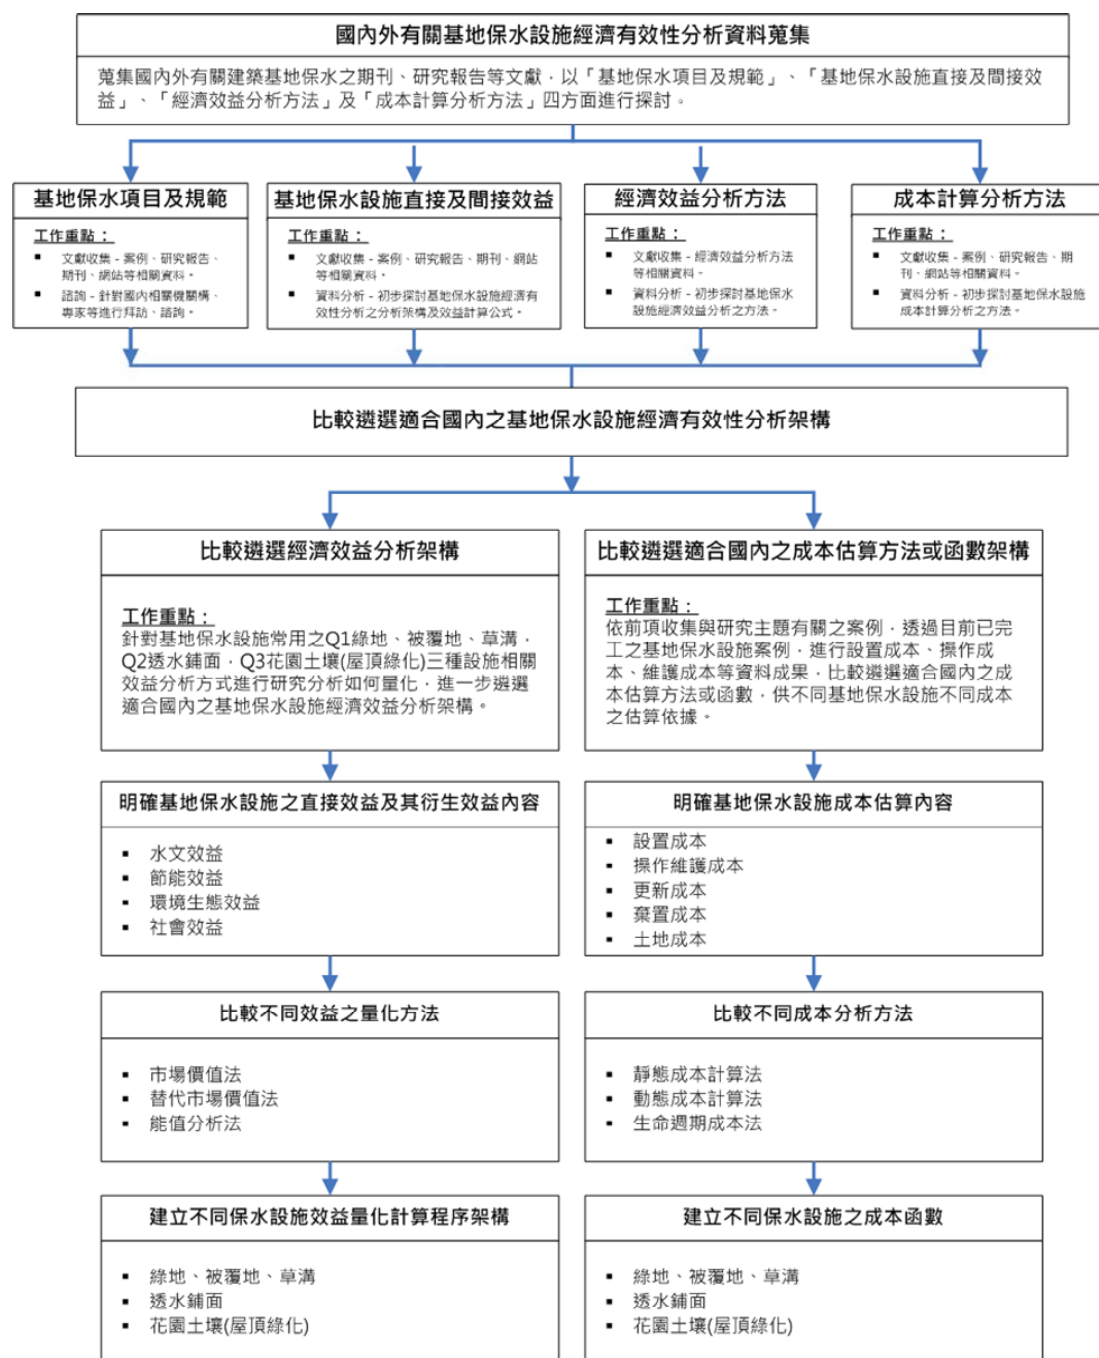 國內外有關基地保水設施經濟有效性分析資料蒐集
蒐集國內外有關建築基地保水之期刊、研究報告等文獻，以「基地保水項目及規範」、「基地保水設施直接及間接效
益」、「經濟效益分析方法」及「成本計算分析方法」四方面進行探討。
基地保水項目及規範
工作重點：
▪ 文獻收集－案例、研究報告、
期刊、網站等相關資料。
▪ 諮詢－針對國內相關機關構、
專家等進行拜訪、諮詢。
基地保水設施直接及間接效益
工作重點：
▪ 文獻收集－案例、研究報告、期刊、網站
等相關資料。
▪ 資料分析－初步探討基地保水設施經濟有
效性分析之分析架構及效益計算公式。
經濟效益分析方法
工作重點：
▪ 文獻收集－經濟效益分析方法
等相關資料。
▪ 資料分析－初步探討基地保水
設施經濟效益分析之方法。
成本計算分析方法
工作重點：
▪ 文獻收集－案例、研究報告、期
刊、網站等相關資料。
▪ 資料分析－初步探討基地保水設施
成本計算分析之方法。
比較遴選適合國內之基地保水設施經濟有效性分析架構
比較遴選經濟效益分析架構
工作重點：
針對基地保水設施常用之Q1綠地、被覆地、草溝，
Q2透水鋪面，Q3花園土壤(屋頂綠化)三種設施相關
效益分析方式進行研究分析如何量化，進一步遴選
適合國內之基地保水設施經濟效益分析架構。
比較遴選適合國內之成本估算方法或函數架構
工作重點：
依前項收集與研究主題有關之案例，透過目前已完
工之基地保水設施案例，進行設置成本、操作成
本、維護成本等資料成果，比較遴選適合國內之成
本估算方法或函數，供不同基地保水設施不同成本
之估算依據。
明確基地保水設施之直接效益及其衍生效益內容
▪ 水文效益
▪ 節能效益
▪ 環境生態效益
▪ 社會效益
明確基地保水設施成本估算內容
▪ 設置成本
▪ 操作維護成本
▪ 更新成本
▪ 棄置成本
▪ 土地成本
比較不同效益之量化方法
▪ 市場價值法
▪ 替代市場價值法
▪ 能值分析法
比較不同成本分析方法
▪ 靜態成本計算法
▪ 動態成本計算法
▪ 生命週期成本法
建立不同保水設施效益量化計算程序架構
▪ 綠地、被覆地、草溝
▪ 透水鋪面
▪ 花園土壤(屋頂綠化)
建立不同保水設施之成本函數
▪ 綠地、被覆地、草溝
▪ 透水鋪面
▪ 花園土壤(屋頂綠化)